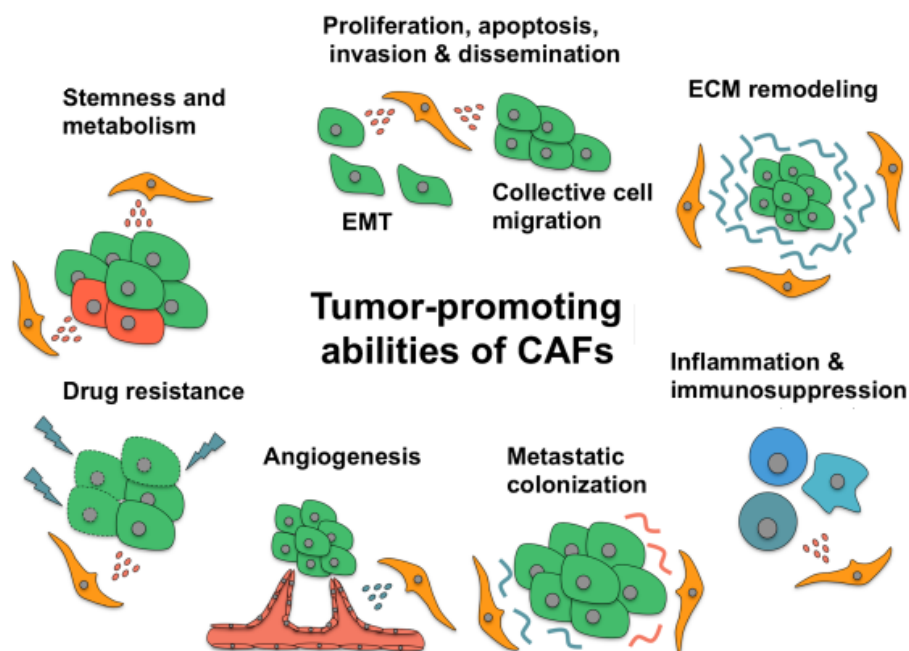 Proliferation, apoptosis,
invasion & dissemination
Stemness and
metabolism
ECM remodeling
EMT
Collective cell
migration
Tumor-promoting
abilities of CAFs
Inflammation &
immunosuppression
Drug resistance
Angiogenesis
Metastatic
colonization